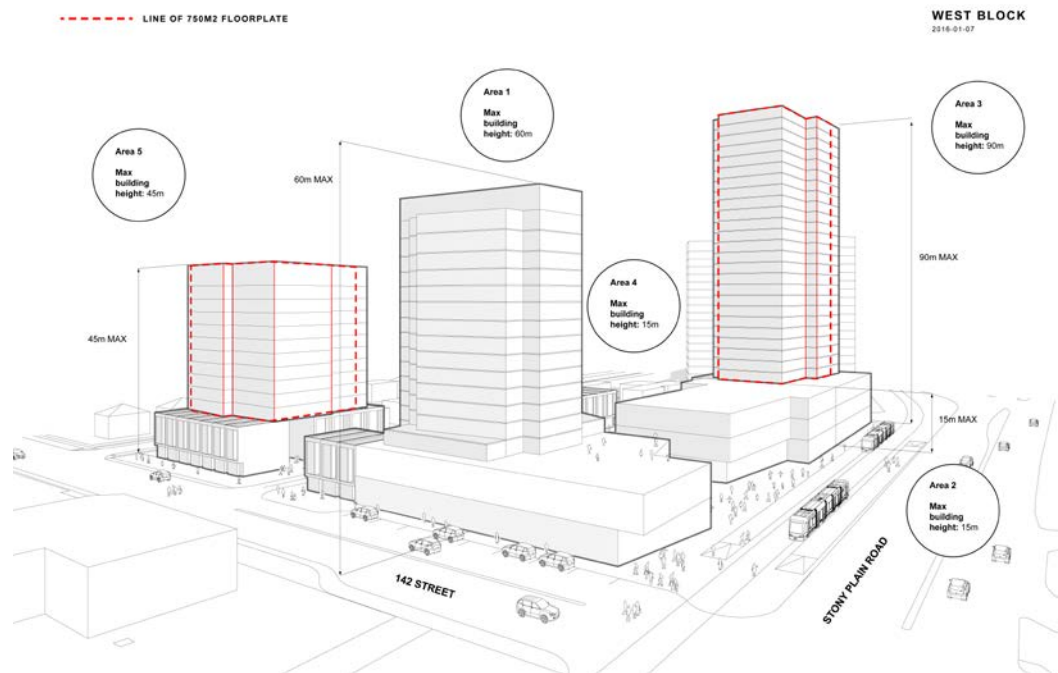 LINE OF 750M2 FLOORPLATE
WEST BLOCK
2016-01-07
Area 1
Max
building
height: 60m
Area 3
Max
building
height: 90m
Area 5
Max
building
height: 45m
60m MAX
90m MAX
Area 4
Max
building
height: 15m
45m MAX
15m MAX
Area 2
Max
building
height: 15m
142 STREET
STONY PLAIN ROAD